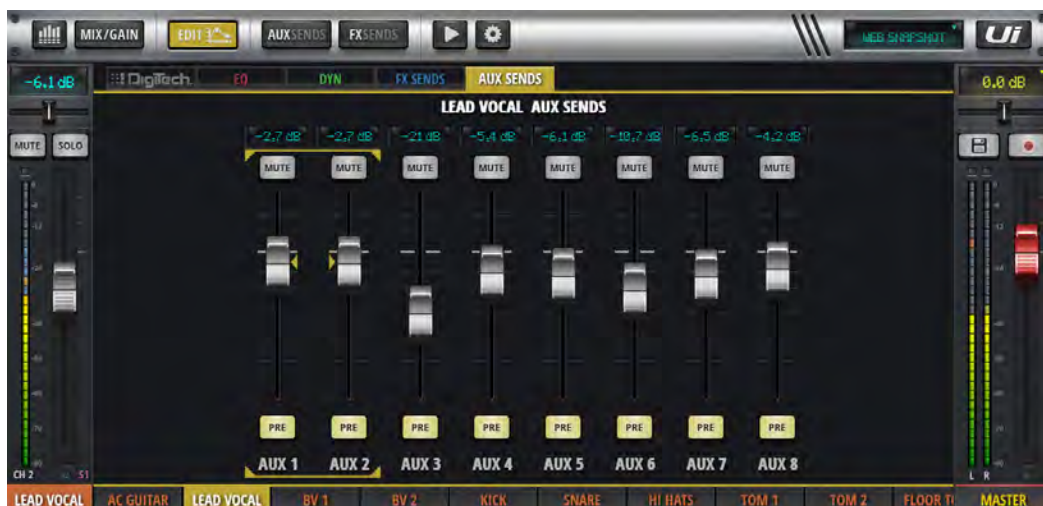 MIX/GAIN EDIT AUXSENDS FXSENDS WEB SNAPSHOT Ui
-6.1 dB DigiTech EQ DYN FX SENDS AUX SENDS 0.0 dB
LEAD VOCAL AUX SENDS
-2.7 dB -2.7 dB -21 dB -5.4 dB -6.1 dB -10.7 dB -6.5 dB -4.2 dB
MUTE SOLO
MUTE MUTE MUTE MUTE MUTE MUTE MUTE MUTE
PRE PRE PRE PRE PRE PRE PRE PRE
AUX 1 AUX 2 AUX 3 AUX 4 AUX 5 AUX 6 AUX 7 AUX 8
CH 2 S1 L R
LEAD VOCAL AC GUITAR LEAD VOCAL BV 1 BV 2 KICK SNARE HI HATS TOM 1 TOM 2 FLOOR MASTER